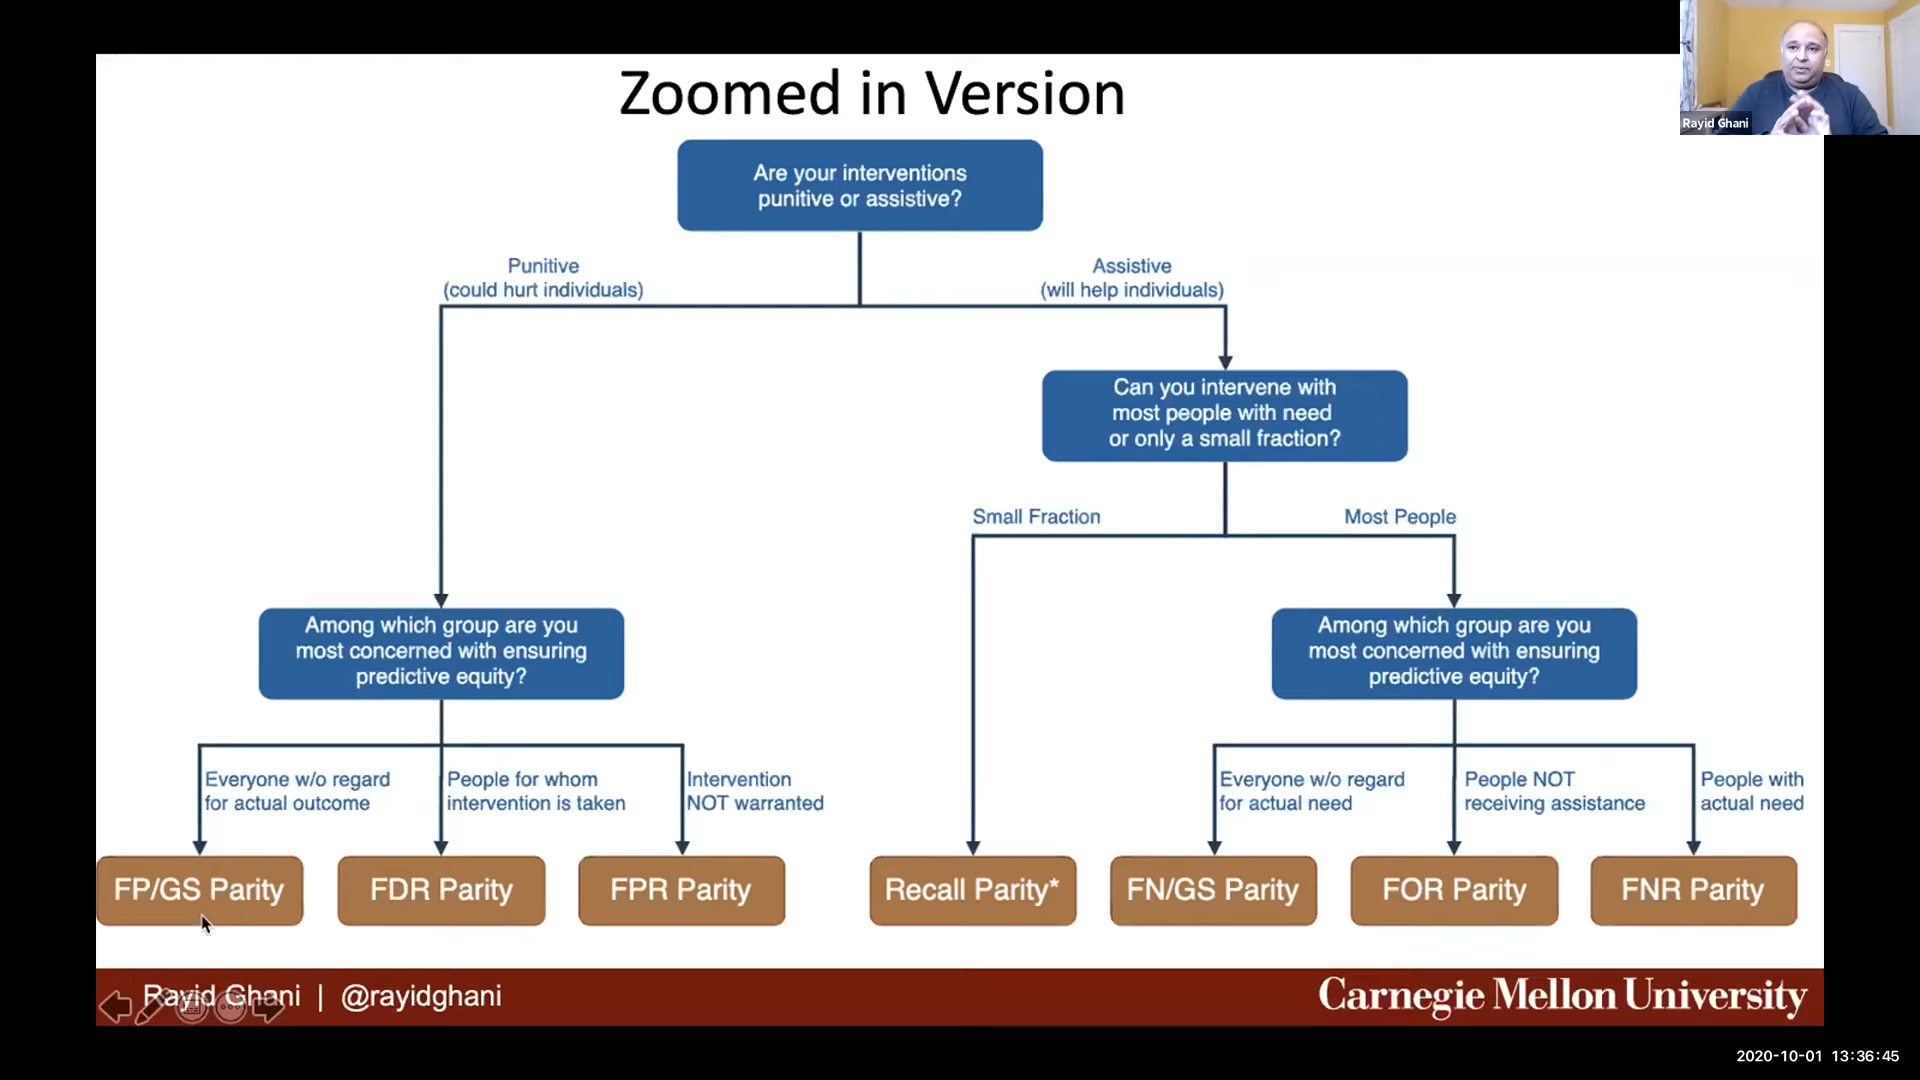 Zoomed in Version
Rayid Ghani
Are your interventions
punitive or assistive?
Punitive
(could hurt individuals)
Assistive
(will help individuals)
Can you intervene with
most people with need
or only a small fraction?
Small Fraction
Most People
Among which group are you
most concerned with ensuring
predictive equity?
Among which group are you
most concerned with ensuring
predictive equity?
Everyone w/o regard
for actual outcome
People for whom
intervention is taken
Intervention
NOT warranted
Everyone w/o regard
for actual need
People NOT
receiving assistance
People with
actual need
FP/GS Parity
FDR Parity
FPR Parity
Recall Parity*
FN/GS Parity
FOR Parity
FNR Parity
Rayid Ghani | @rayidghani
Carnegie Mellon University
2020-10-01 13:36:45